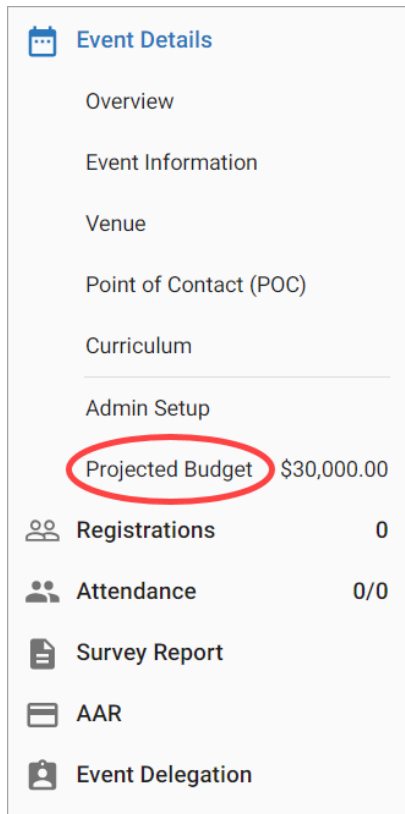 Event Details
Overview
Event Information
Venue
Point of Contact (POC)
Curriculum
Admin Setup
Projected Budget $30,000.00
Registrations 0
Attendance 0/0
Survey Report
AAR
Event Delegation